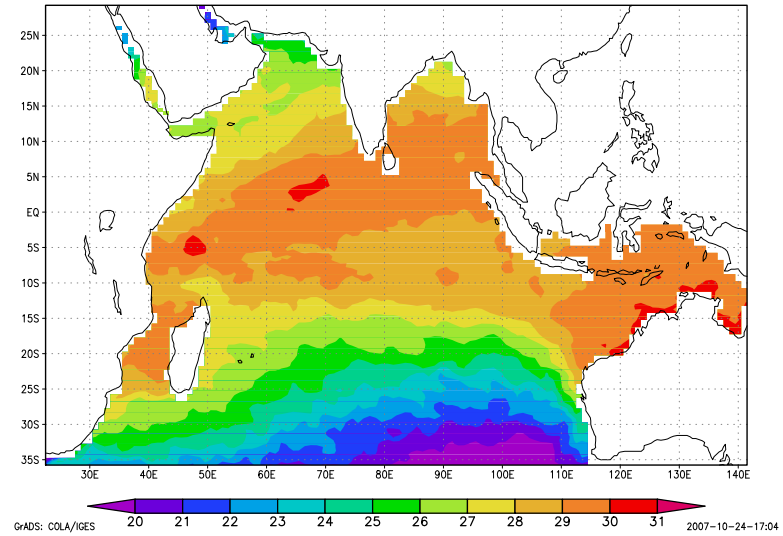 25N
20N
15N
10N
5N
EQ
5S
10S
15S
20S
25S
30S
35S
30E 40E 50E 60E 70E 80E 90E 100E 110E 120E 130E 140E
20 21 22 23 24 25 26 27 28 29 30 31
GrADS: COLA/IGES 2007-10-24-17:04